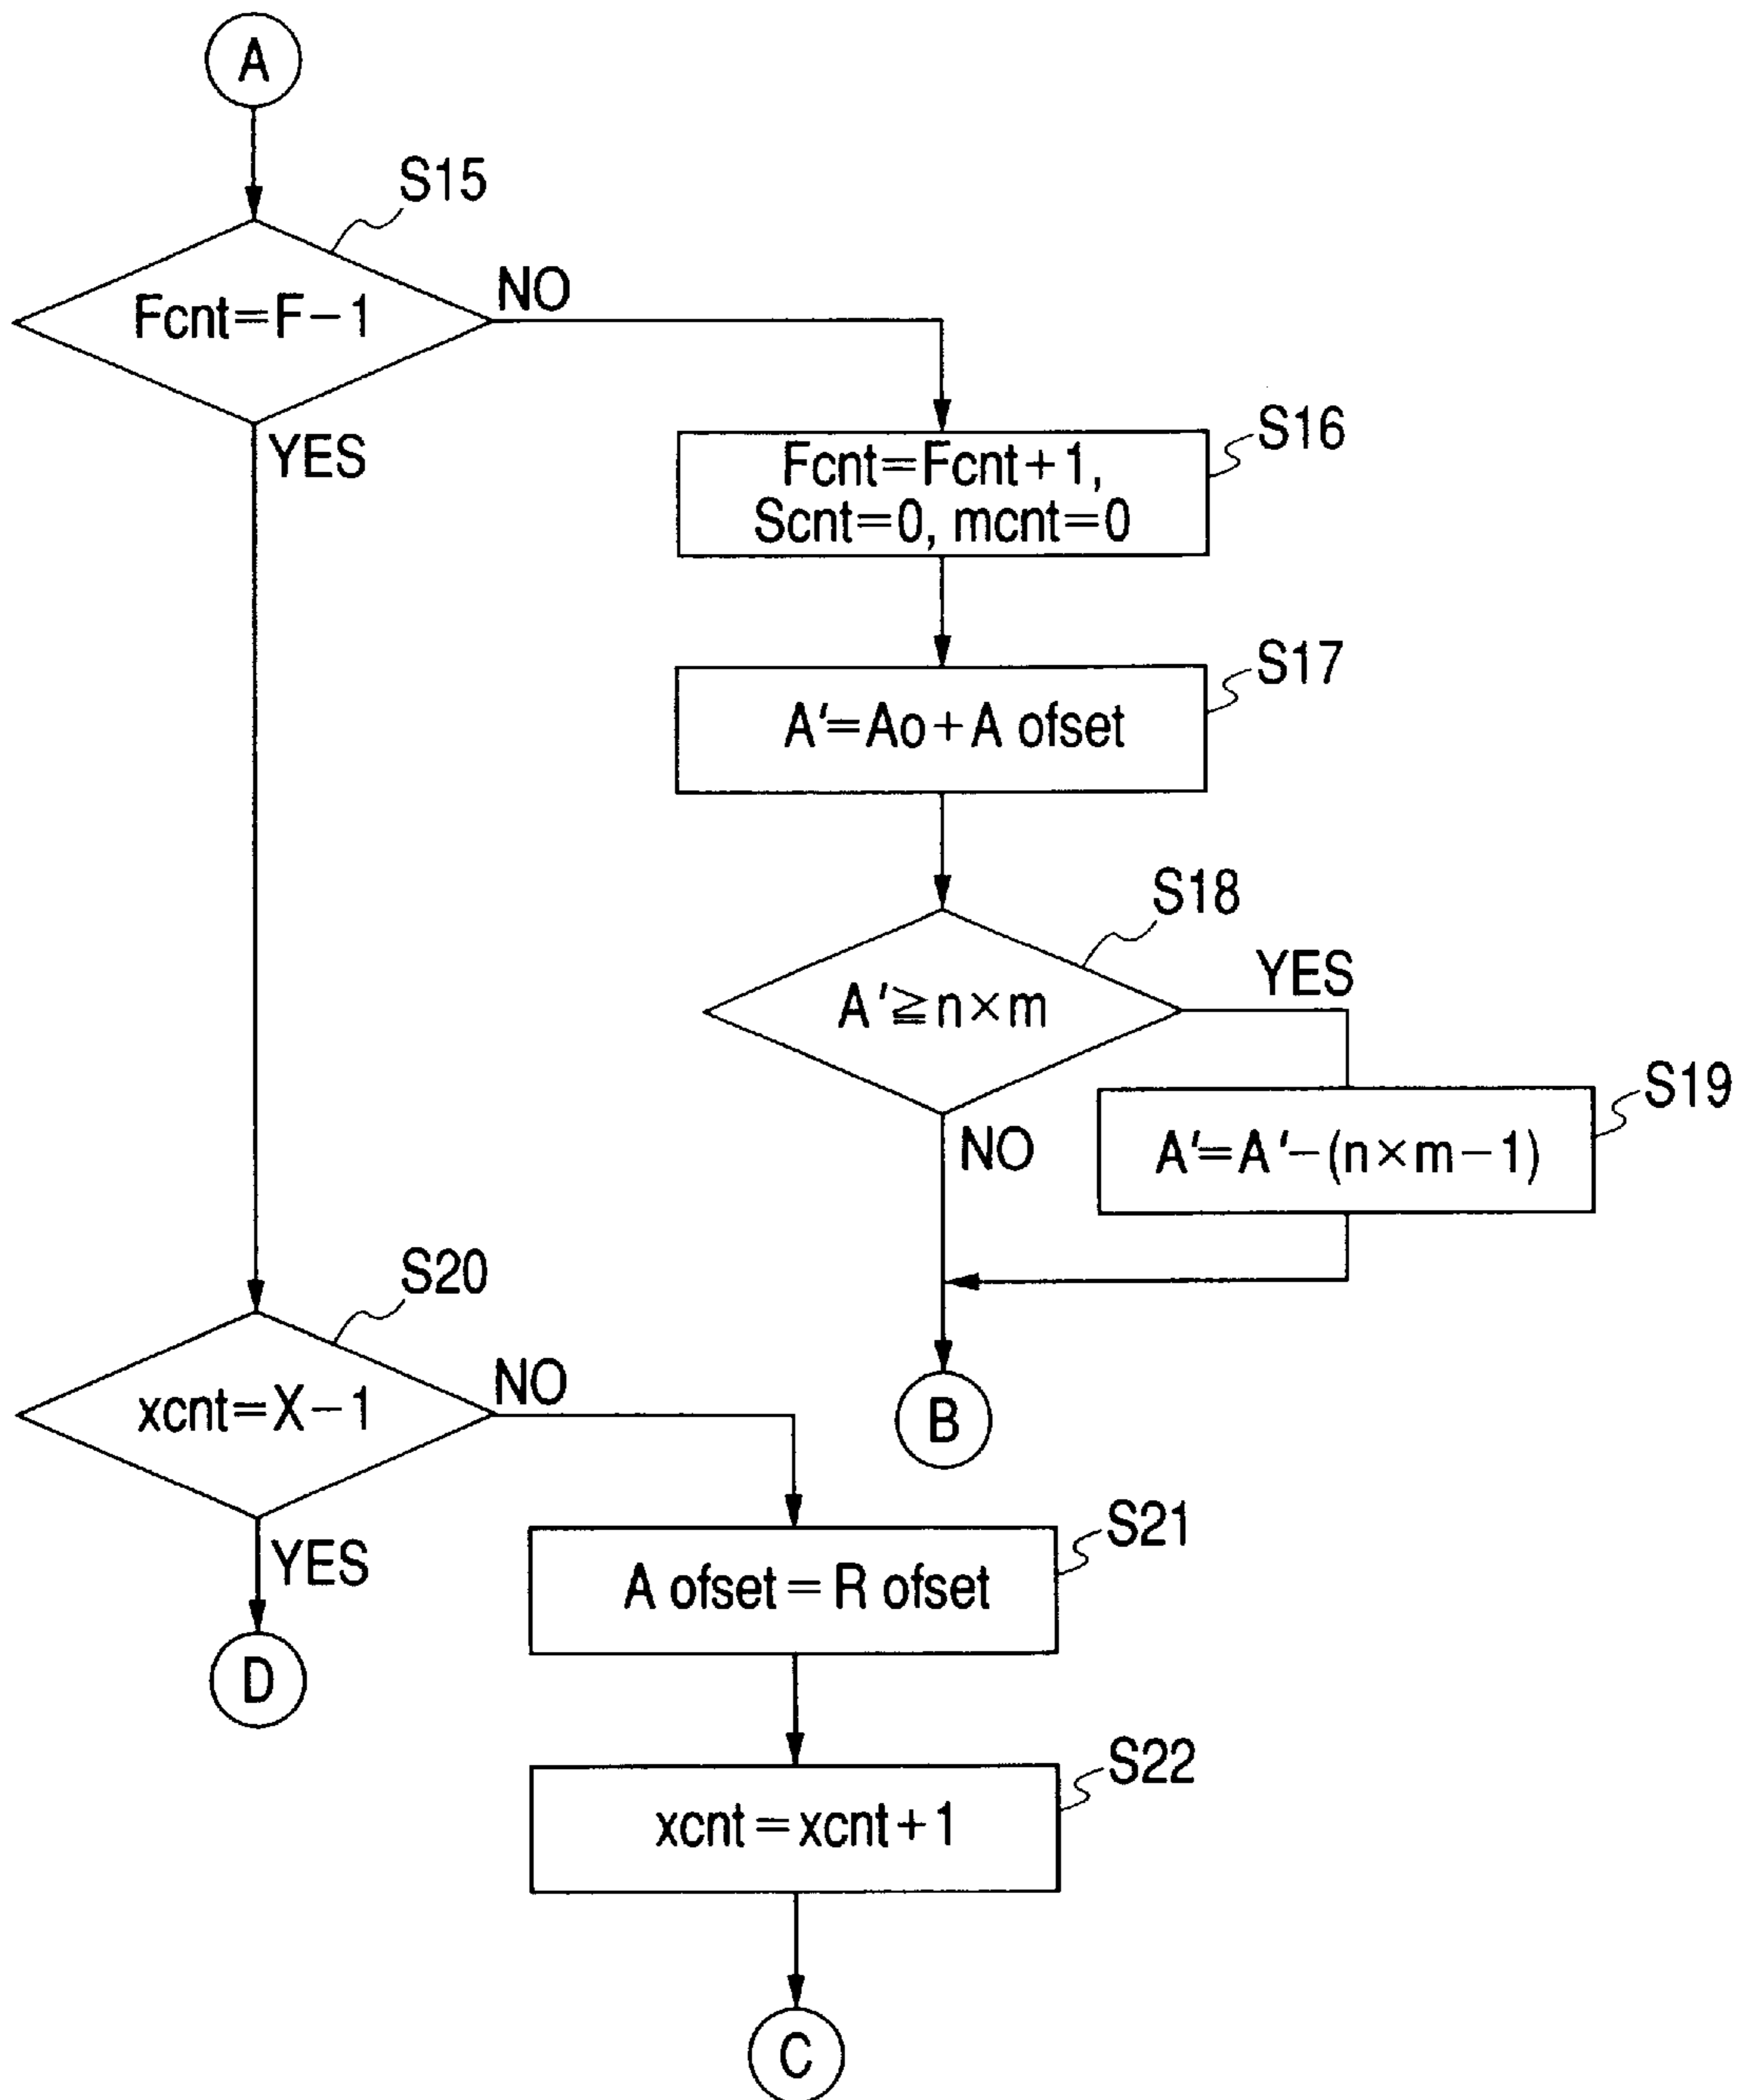 A
S15
Fcnt=F-1
NO
YES
S16
Fcnt=Fcnt+1,
Scnt=0, mcnt=0
S17
A'=Ao+A ofset
S18
A'≧n×m
YES
NO
S19
A'=A'-(n×m-1)
B
S20
xcnt=X-1
NO
YES
D
S21
A ofset=R ofset
S22
xcnt=xcnt+1
C